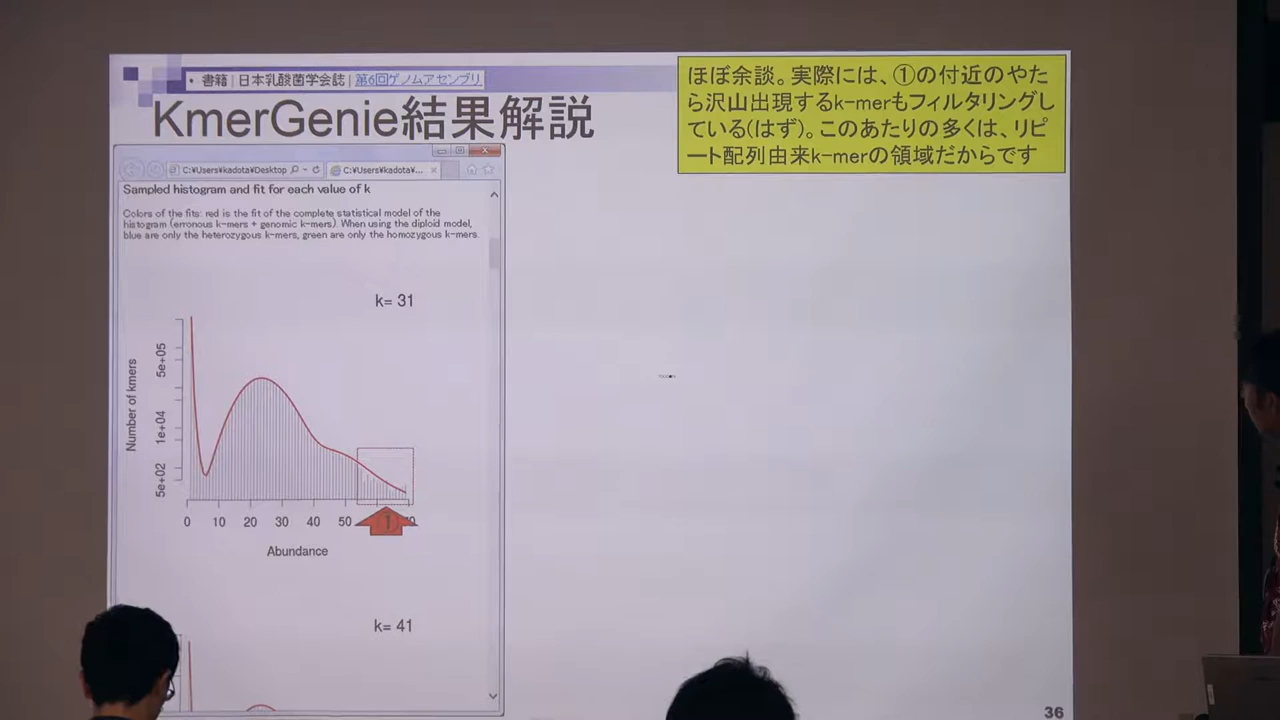 • 書籍 | 日本乳酸菌学会誌 | 第6回ゲノムアセンブリ
KmerGenie結果解説
ほぼ余談。実際には、①の付近のやた
ら沢山出現するk-merもフィルタリングし
ている(はず)。このあたりの多くは、リピ
ート配列由来k-merの領域だからです
C:¥Users¥kadota¥Desktop
C:¥Users¥kadota¥...
Sampled histogram and fit for each value of k
Colors of the fits: red is the fit of the complete statistical model of the
histogram (erronous k-mers + genomic k-mers). When using the diploid model,
blue are only the heterozygous k-mers, green are only the homozygous k-mers.
k= 31
Number of kmers
5e+05
1e+04
5e+02
0 10 20 30 40 50
①
Abundance
k= 41
36